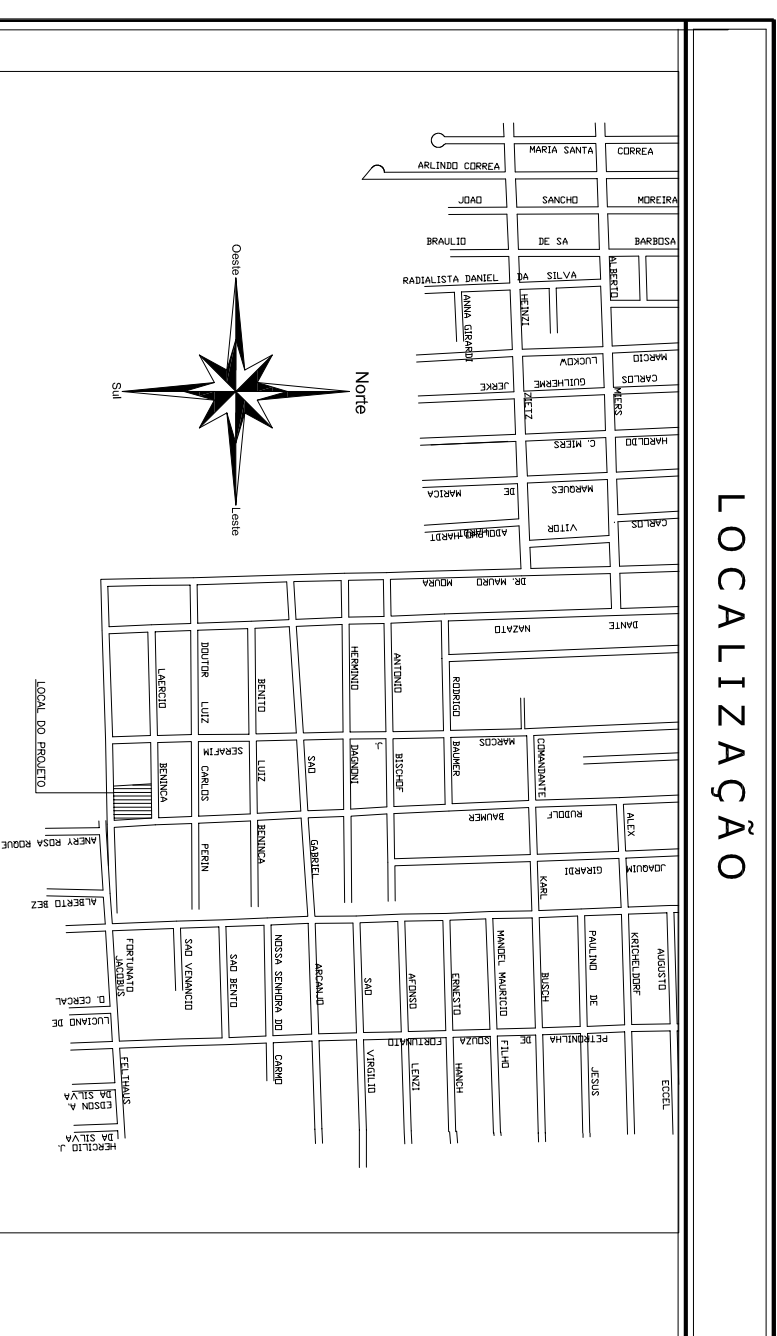 LOCALIZAÇÃO
MARIA SANTA CORREA
ARLINDO CORREA
JOAO SANCHO MOREIRA
BRAULIO DE SA BARBOSA
RADIALISTA DANIEL DA SILVA
ALBERTO
MIERS
ANNA GIRARDI
HEINZI
ZIETZ
LUCKOW
MARCIO
JERKE
GUILHERME
CARLOS
C. MIERS
HAROLDO
MARICA
DE
MARQUES
ADOLPHO HARDT
VITOR
CARLOS
Oeste
Norte
Sul
Leste
DR. MAURO MOURA
DANTE
NAZATO
LOCAL DO PROJETO
LAERCIO
BENINCA
DOUTOR LUIZ
CARLOS
PERIN
SERAFIM
BENITO
LUIZ
BENINCA
SAO
GABRIEL
HERMINIO
DAGNONI
ANTONIO
BISCHOF
RODRIGO
BAUMER
MARCOS
BAUMER
COMANDANTE
KARL
BUSCH
RUDOLF
GIRARDI
ALEX
JOAQUIM
ANERY ROSA ROQUE
ALBERTO BEZ
O. CERCAL
LUCIANO DE
FORTUNATO
JACOBUS
FELTHAUS
SAO VENANCIO
SAO BENTO
NOSSA SENHORA DO
CARMO
ARCANJO
SAO
VIRGILIO
AFONSO
LENZI
ERNESTO
HANCH
MANOEL MAURICIO
FILHO
PAULINO DE
JESUS
KRICHELDORF
AUGUSTO
ECCEL
PETRONILHA
DE
SOUZA
FORTUNATO
EDSON A.
DA SILVA
HERCILIO J.
DA SILVA